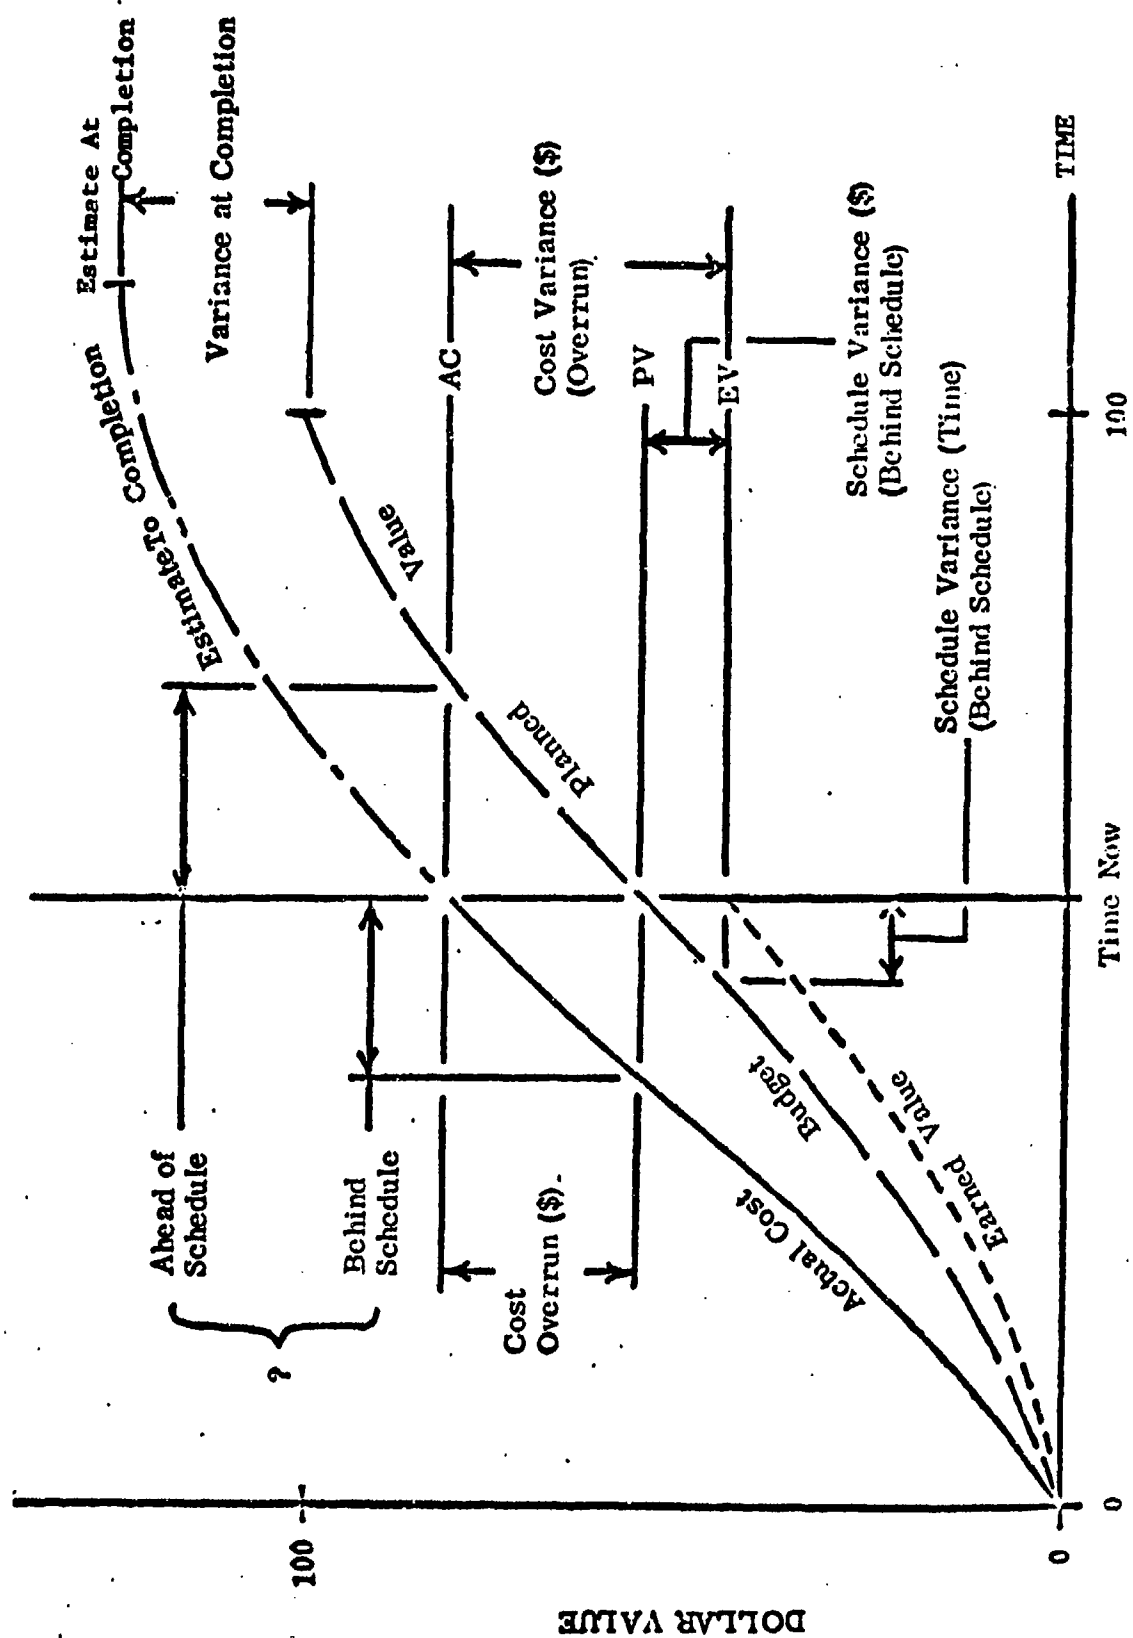 Estimate At
Completion
Variance at Completion
Estimate To Completion
Ahead of
Schedule
Behind
Schedule
?
Cost
Overrun ($)
Value
Planned
Budget
Actual Cost
Earned Value
AC
Cost Variance ($)
(Overrun)
PV
EV
Schedule Variance ($)
(Behind Schedule)
Schedule Variance (Time)
(Behind Schedule)
TIME
100
Time Now
0
0
100
DOLLAR VALUE